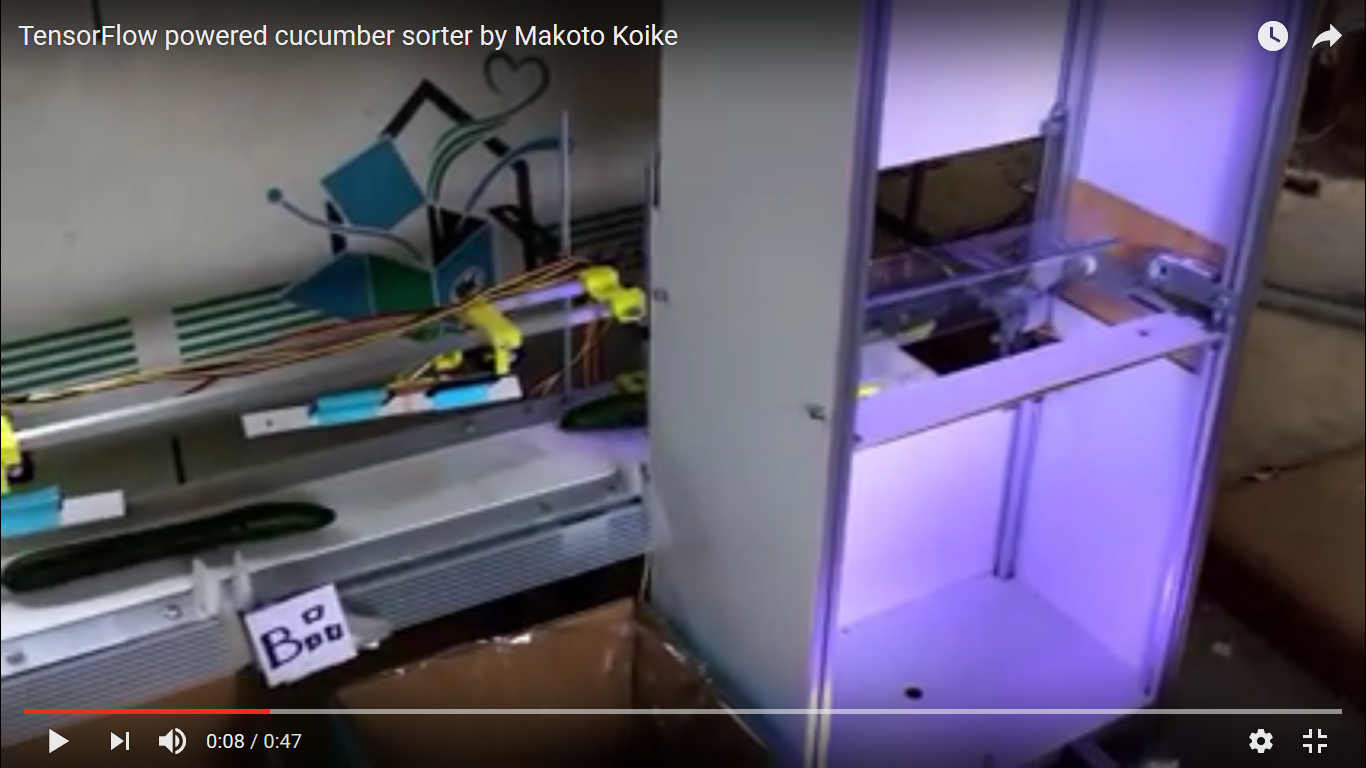 TensorFlow powered cucumber sorter by Makoto Koike
B
0:08 / 0:47